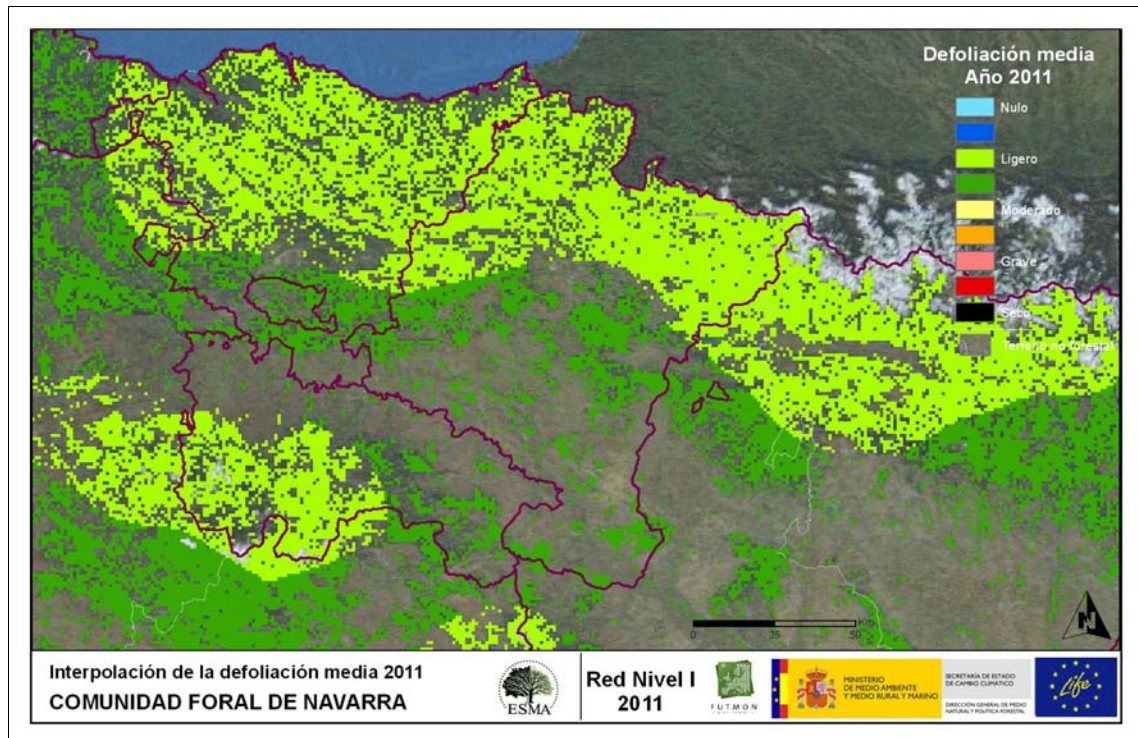 Defoliación media
Año 2011
Nulo
Ligero
Moderado
Grave
Seco
Terreno no forestal
Km
0 25 50
N
Interpolación de la defoliación media 2011
COMUNIDAD FORAL DE NAVARRA
ESMA
Red Nivel I
2011
FUTMON
MINISTERIO
DE MEDIO AMBIENTE
Y MEDIO RURAL Y MARINO
SECRETARÍA DE ESTADO
DE CAMBIO CLIMÁTICO
DIRECCIÓN GENERAL DE MEDIO
NATURAL Y POLÍTICA FORESTAL
Life